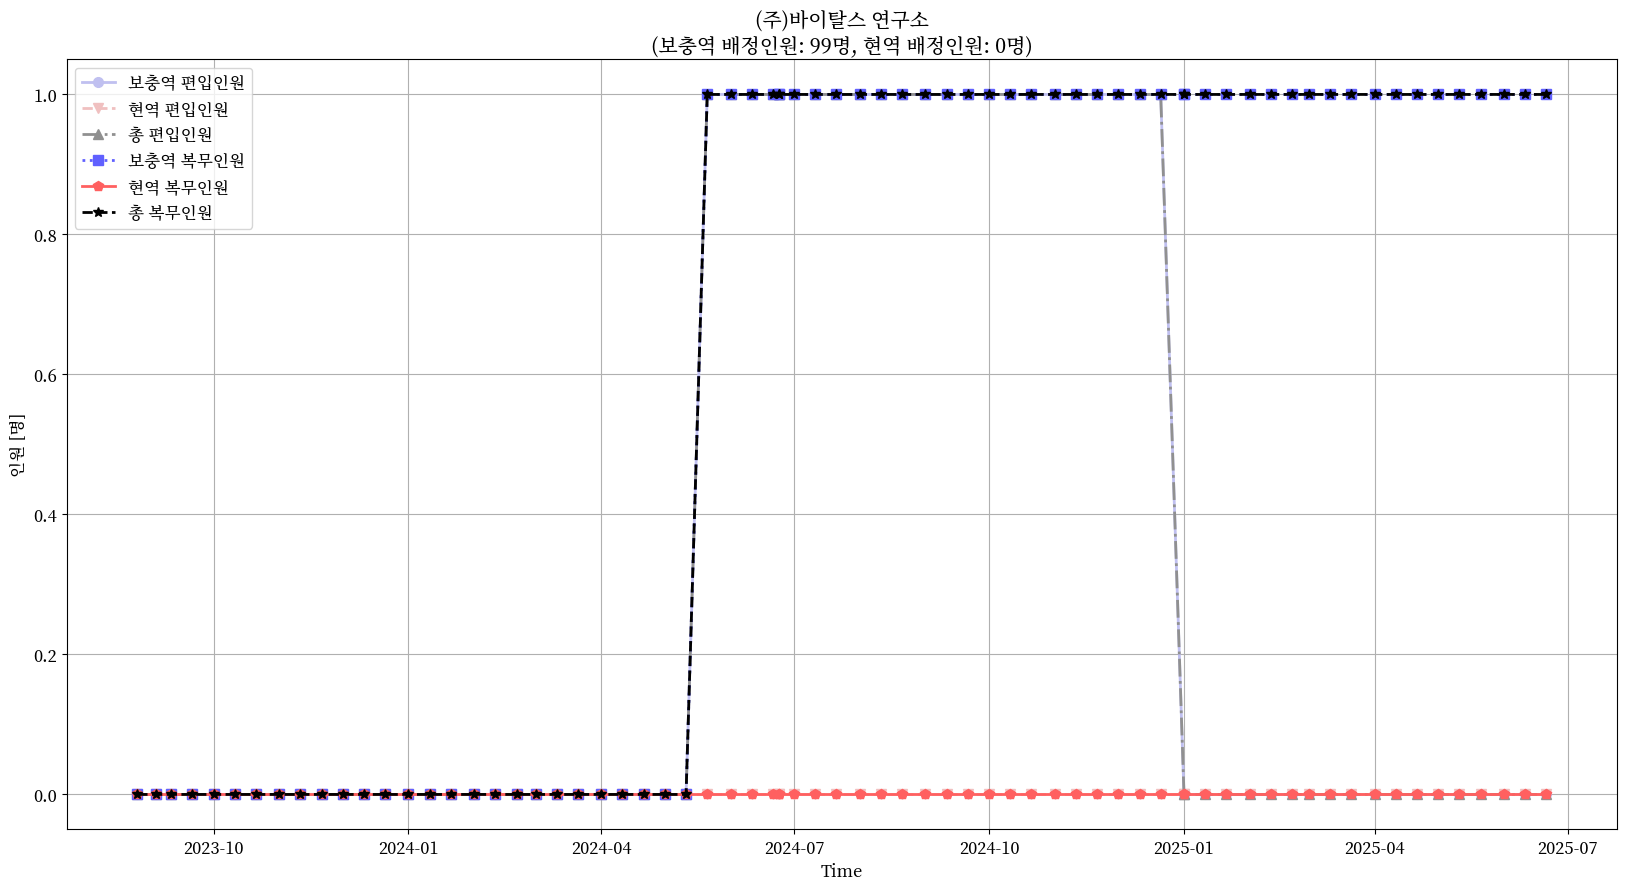 (주)바이탈스 연구소
(보충역 배정인원: 99명, 현역 배정인원: 0명)
보충역 편입인원
현역 편입인원
총 편입인원
보충역 복무인원
현역 복무인원
총 복무인원
인원 [명]
1.0
0.8
0.6
0.4
0.2
0.0
2023-10
2024-01
2024-04
2024-07
2024-10
2025-01
2025-04
2025-07
Time